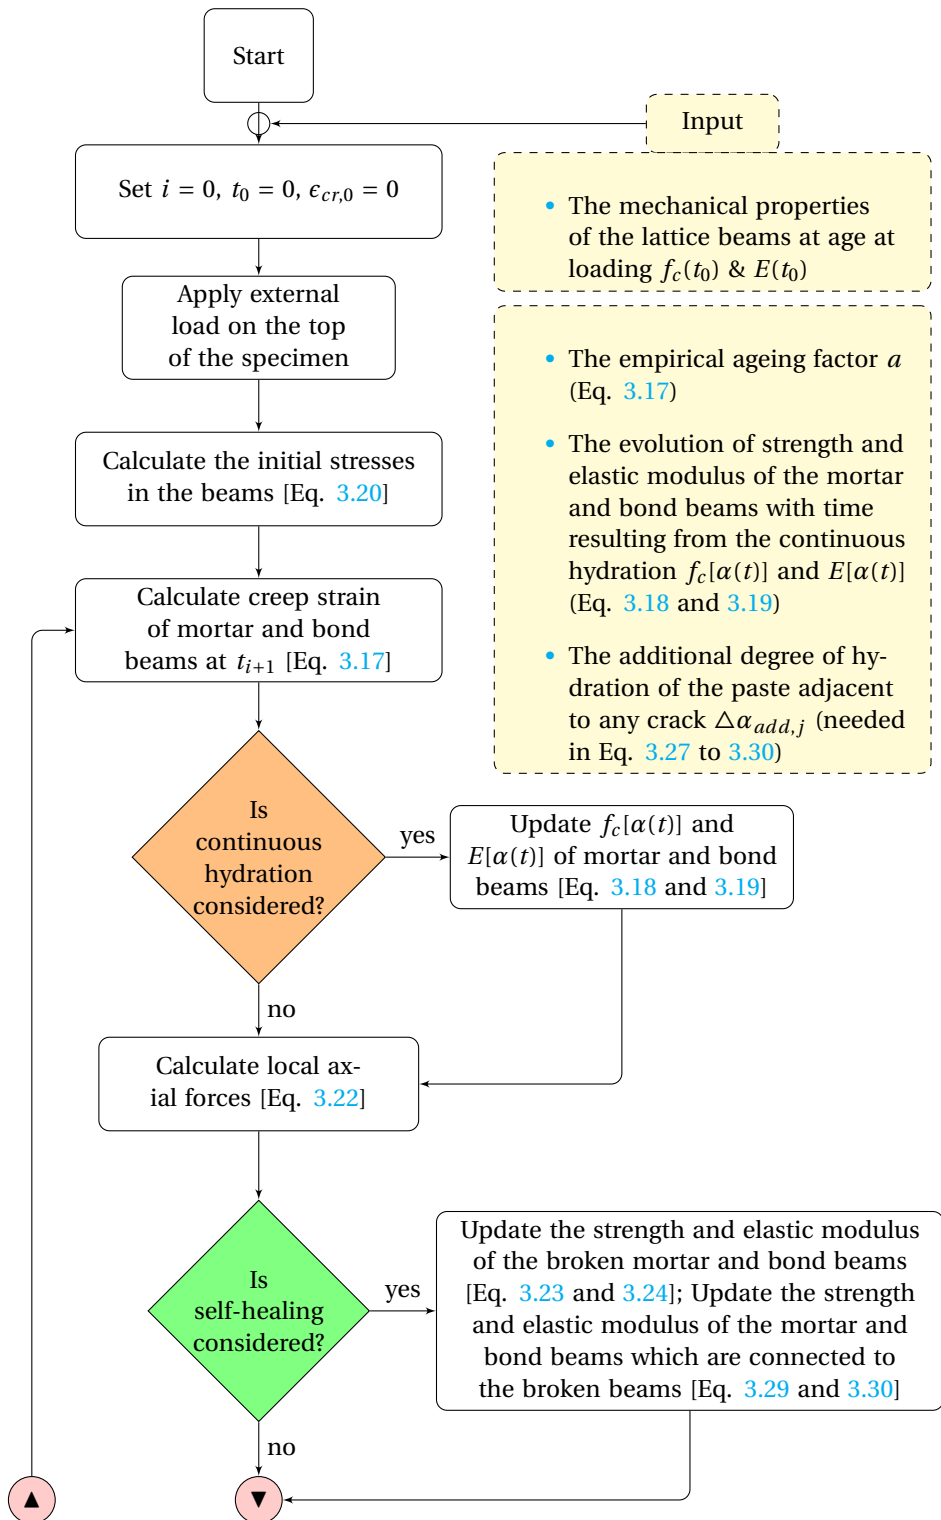 Start
Input
Set i = 0, t₀ = 0, ϵ_{cr,0} = 0
• The mechanical properties
of the lattice beams at age at
loading f_c(t₀) & E(t₀)
Apply external
load on the top
of the specimen
• The empirical ageing factor a
(Eq. 3.17)
• The evolution of strength and
elastic modulus of the mortar
and bond beams with time
resulting from the continuous
hydration f_c[α(t)] and E[α(t)]
(Eq. 3.18 and 3.19)
• The additional degree of hy-
dration of the paste adjacent
to any crack △α_{add,j} (needed
in Eq. 3.27 to 3.30)
Calculate the initial stresses
in the beams [Eq. 3.20]
Calculate creep strain
of mortar and bond
beams at t_{i+1} [Eq. 3.17]
Is
continuous
hydration
considered?
yes
Update f_c[α(t)] and
E[α(t)] of mortar and bond
beams [Eq. 3.18 and 3.19]
no
Calculate local ax-
ial forces [Eq. 3.22]
Is
self-healing
considered?
yes
Update the strength and elastic modulus
of the broken mortar and bond beams
[Eq. 3.23 and 3.24]; Update the strength
and elastic modulus of the mortar and
bond beams which are connected to
the broken beams [Eq. 3.29 and 3.30]
no
▲
▼